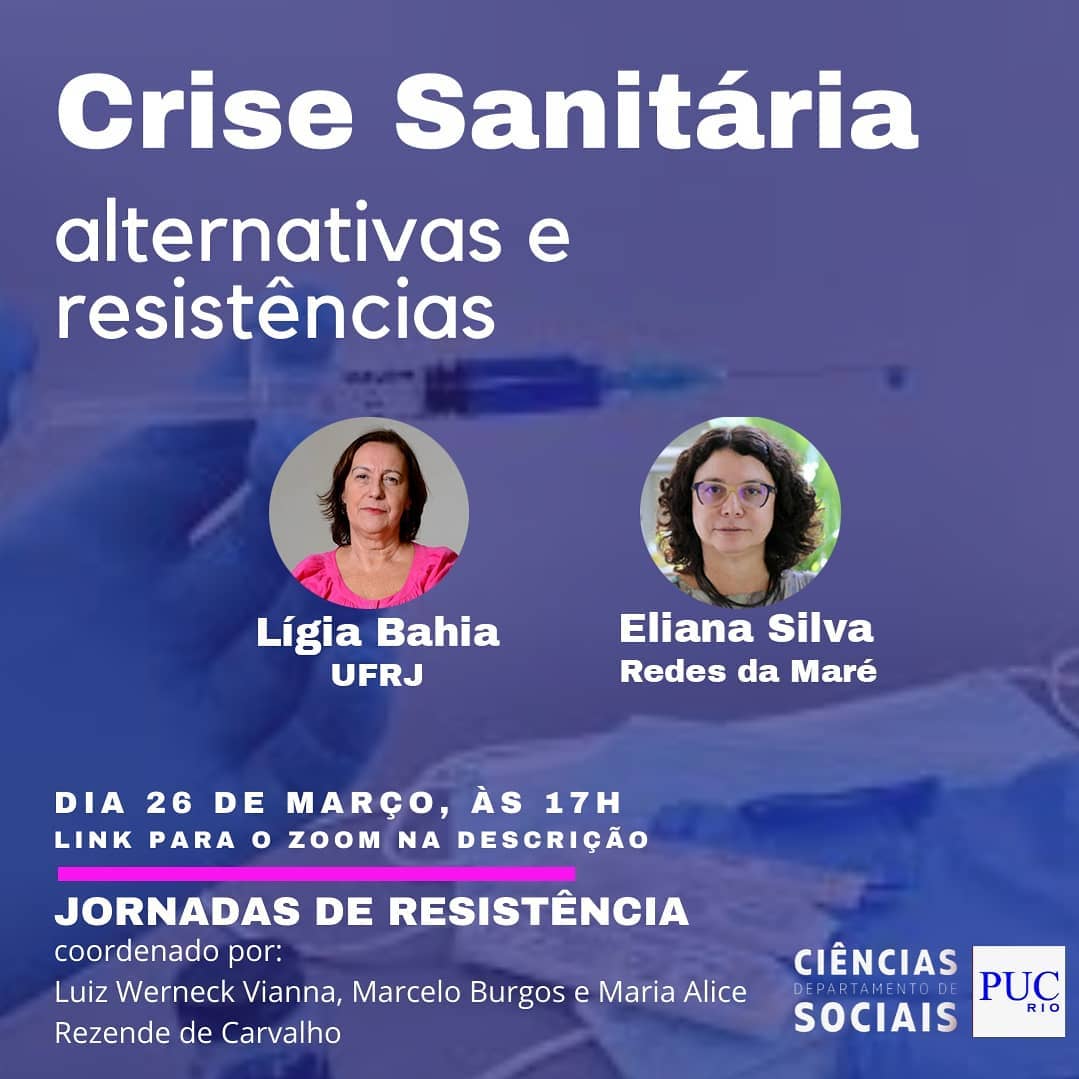 Crise Sanitária
alternativas e
resistências
Lígia Bahia
UFRJ
Eliana Silva
Redes da Maré
DIA 26 DE MARÇO, ÀS 17H
LINK PARA O ZOOM NA DESCRIÇÃO
JORNADAS DE RESISTÊNCIA
coordenado por:
Luiz Werneck Vianna, Marcelo Burgos e Maria Alice
Rezende de Carvalho
CIÊNCIAS
DEPARTAMENTO DE
SOCIAIS
PUC
RIO